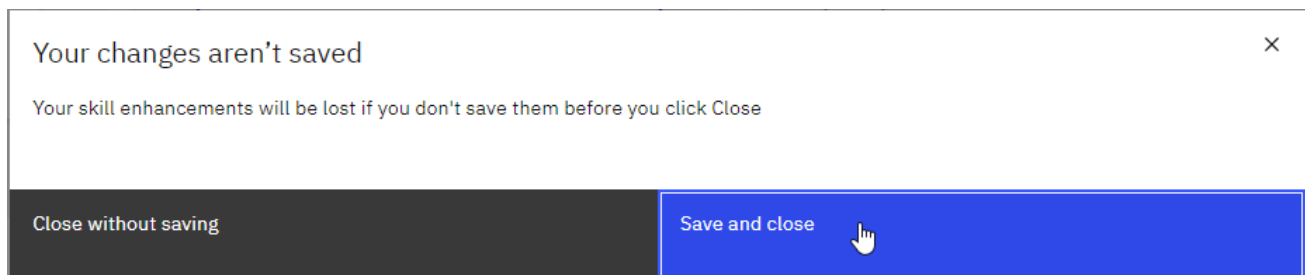 Your changes aren’t saved
Your skill enhancements will be lost if you don't save them before you click Close
Close without saving
Save and close